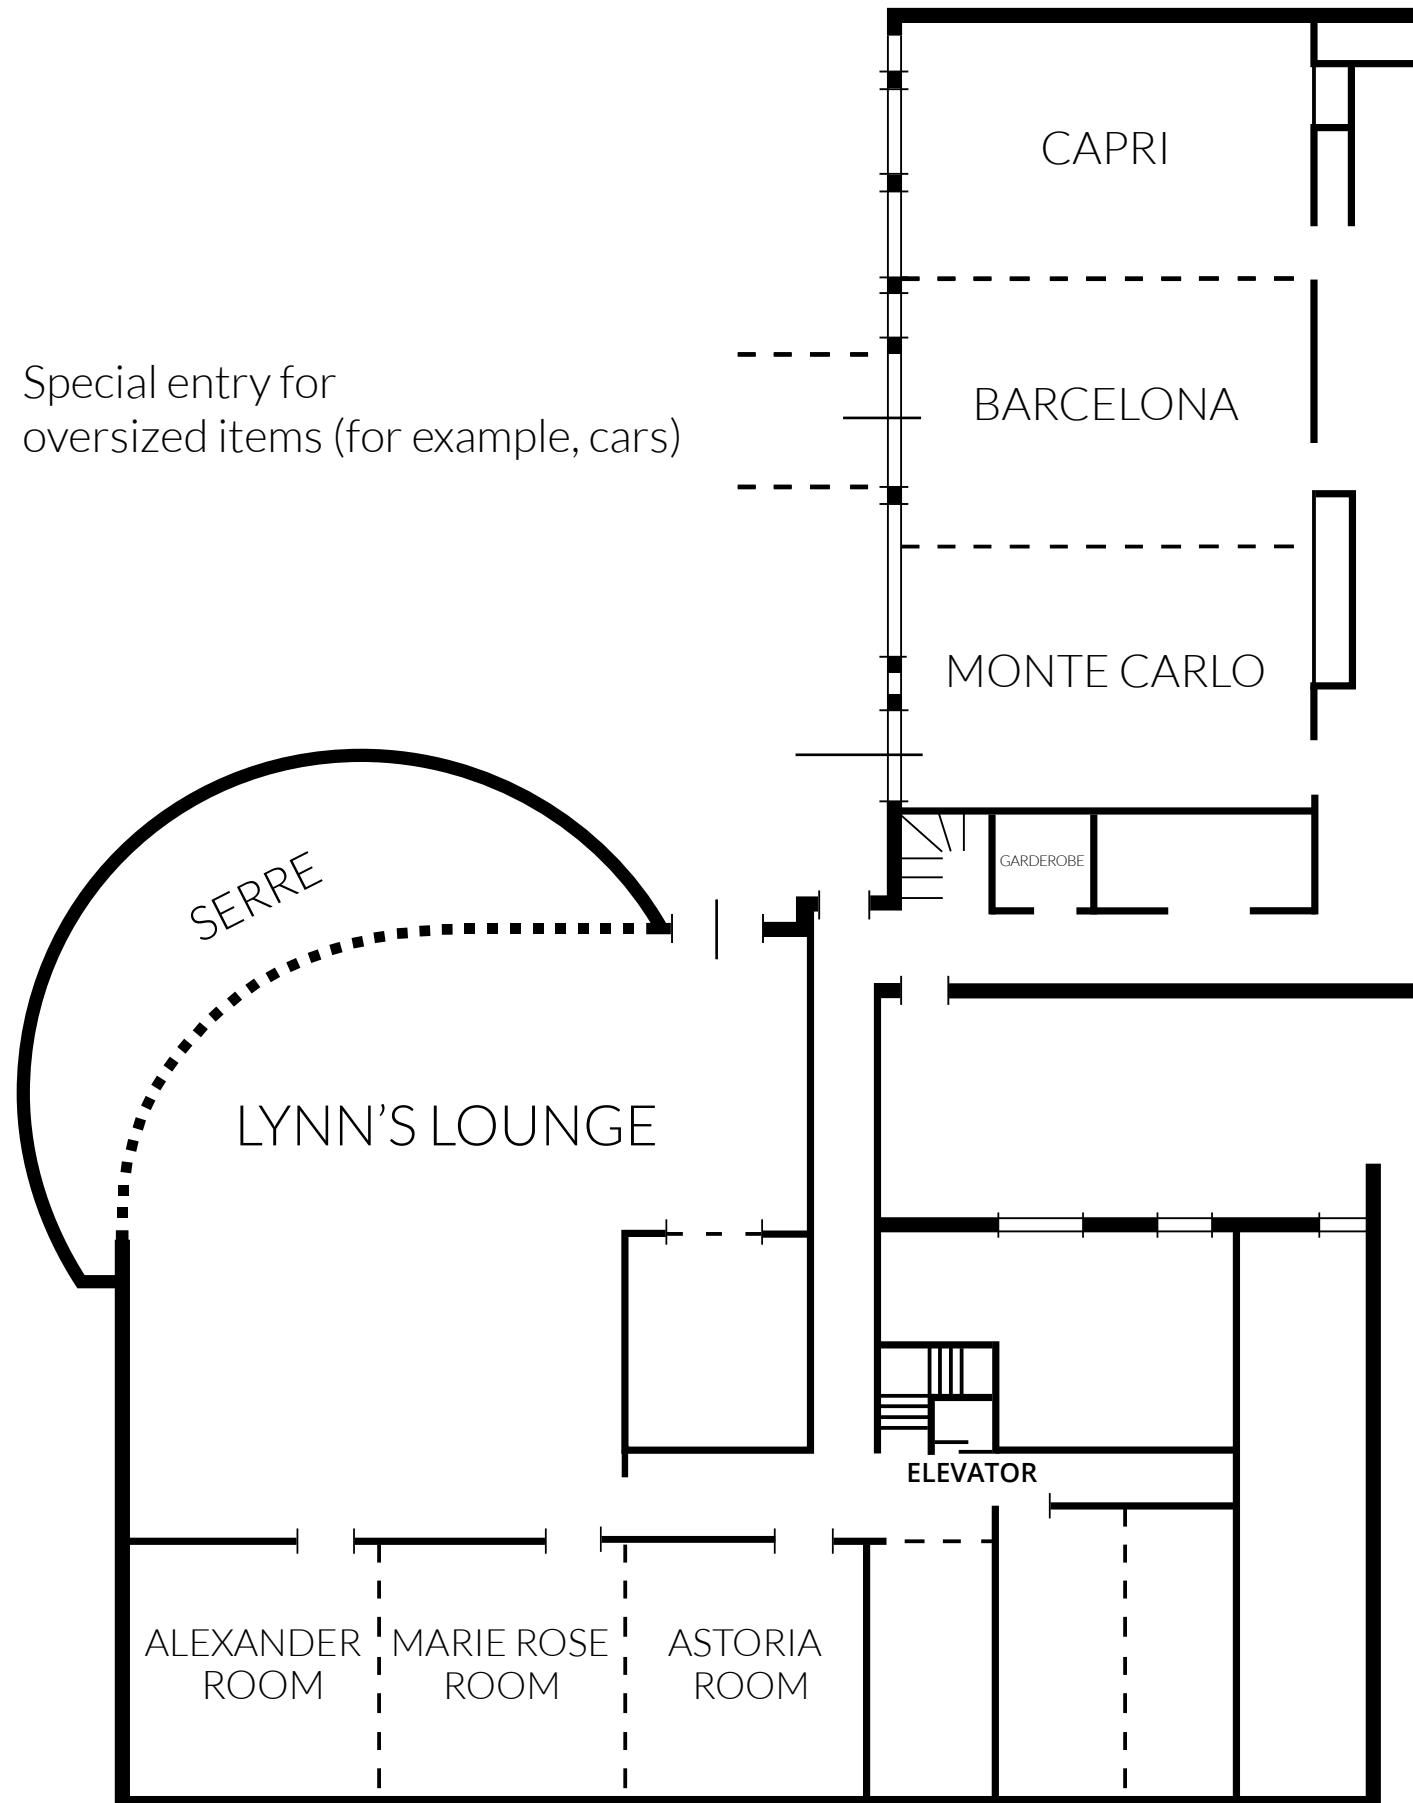 CAPRI
Special entry for
oversized items (for example, cars)
BARCELONA
MONTE CARLO
GARDEROBE
SERRE
LYNN’S LOUNGE
ELEVATOR
ALEXANDER
ROOM
MARIE ROSE
ROOM
ASTORIA
ROOM